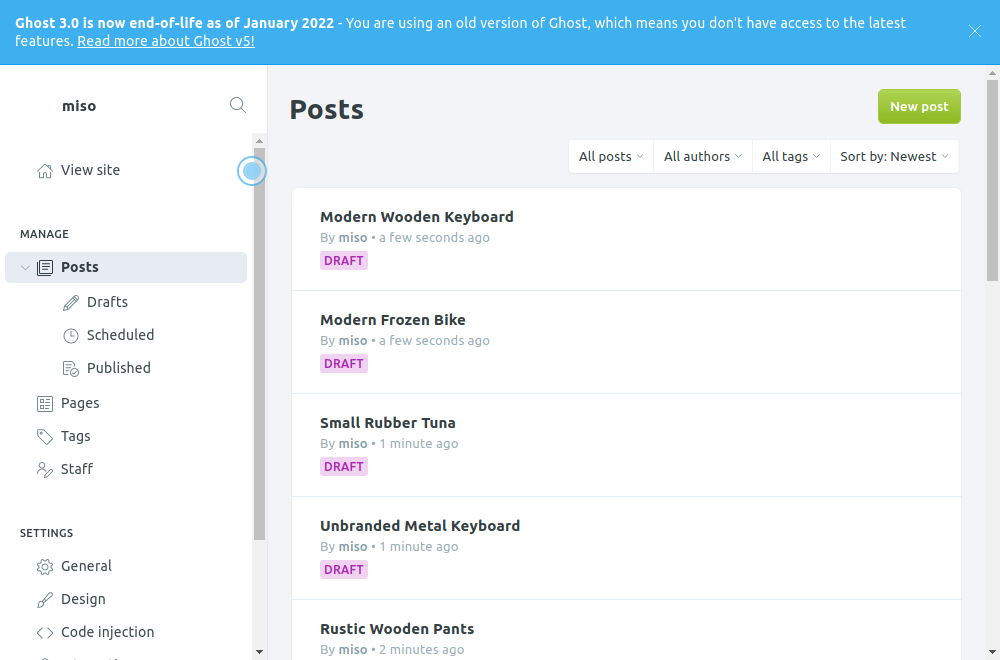 Ghost 3.0 is now end-of-life as of January 2022 - You are using an old version of Ghost, which means you don't have access to the latest
features. Read more about Ghost v5!
miso
View site
MANAGE
Posts
Drafts
Scheduled
Published
Pages
Tags
Staff
SETTINGS
General
Design
Code injection
Posts
New post
All posts
All authors
All tags
Sort by: Newest
Modern Wooden Keyboard
By miso • a few seconds ago
DRAFT
Modern Frozen Bike
By miso • a few seconds ago
DRAFT
Small Rubber Tuna
By miso • 1 minute ago
DRAFT
Unbranded Metal Keyboard
By miso • 1 minute ago
DRAFT
Rustic Wooden Pants
By miso • 2 minutes ago